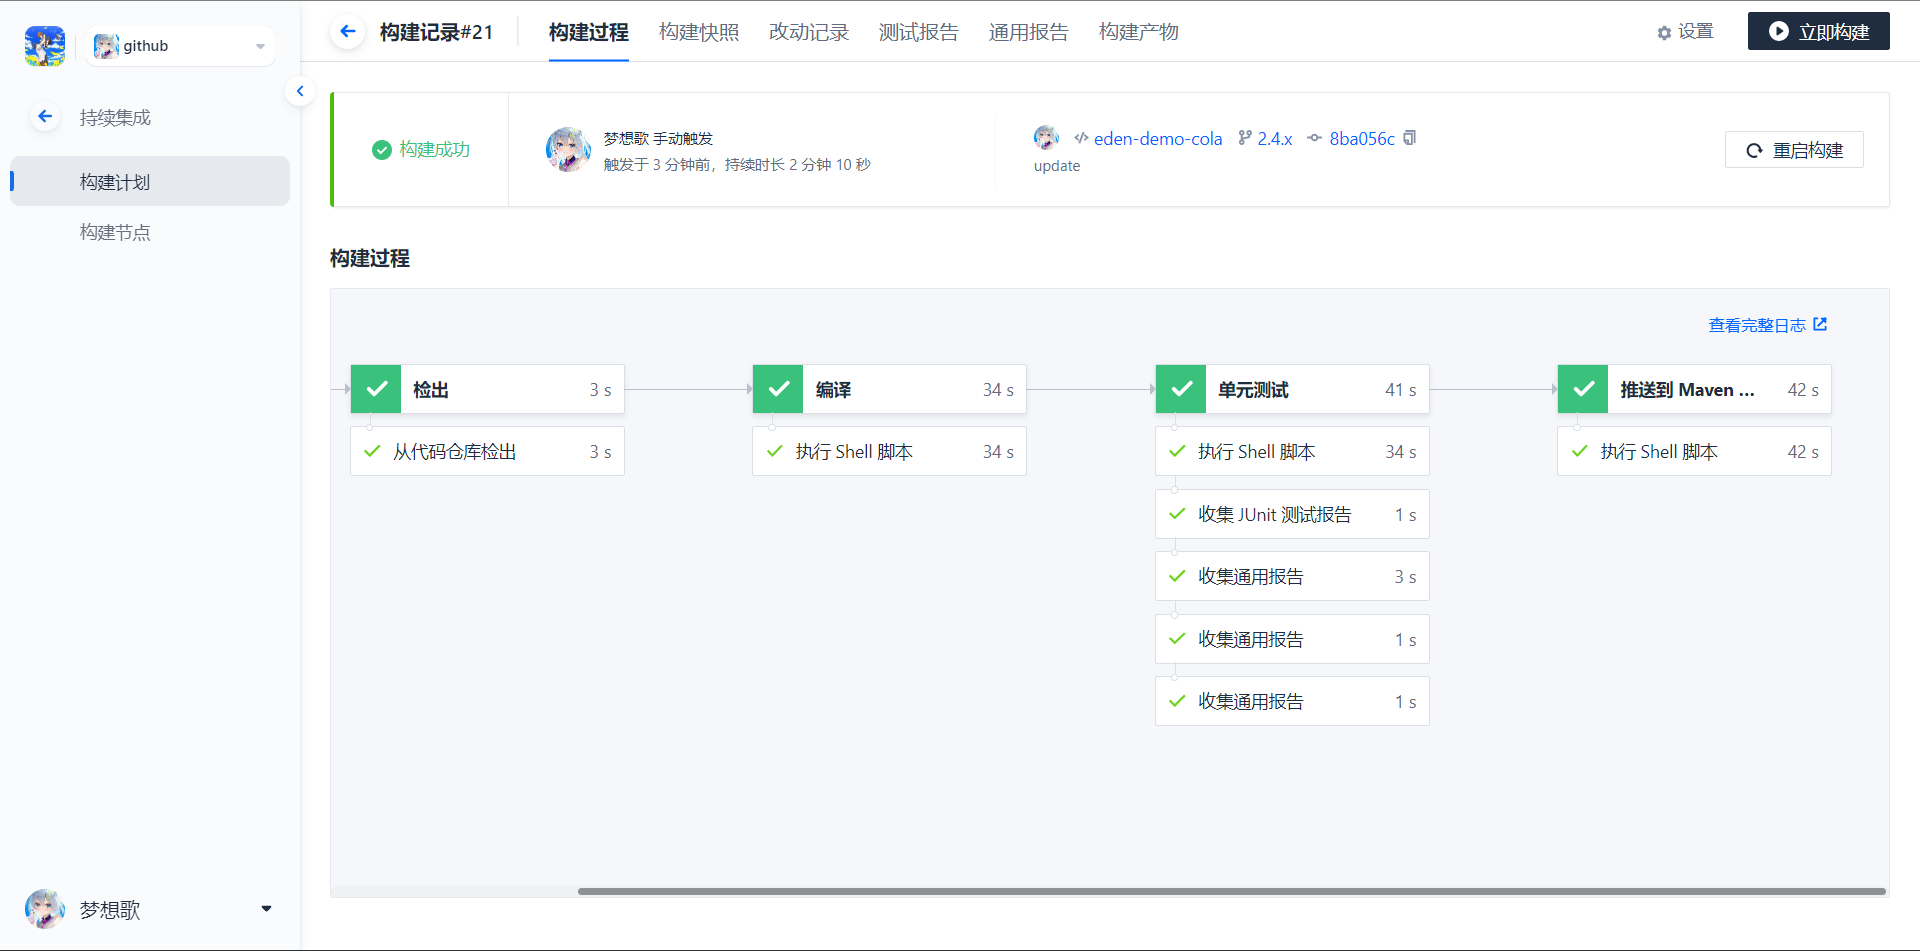 github
持续集成
构建计划
构建节点
梦想歌
构建记录#21
构建过程
构建快照
改动记录
测试报告
通用报告
构建产物
设置
立即构建
构建成功
梦想歌 手动触发
触发于 3 分钟前，持续时长 2 分钟 10 秒
eden-demo-cola
2.4.x
8ba056c
update
重启构建
构建过程
查看完整日志
检出 3 s
从代码仓库检出 3 s
编译 34 s
执行 Shell 脚本 34 s
单元测试 41 s
执行 Shell 脚本 34 s
收集 JUnit 测试报告 1 s
收集通用报告 3 s
收集通用报告 1 s
收集通用报告 1 s
推送到 Maven ... 42 s
执行 Shell 脚本 42 s